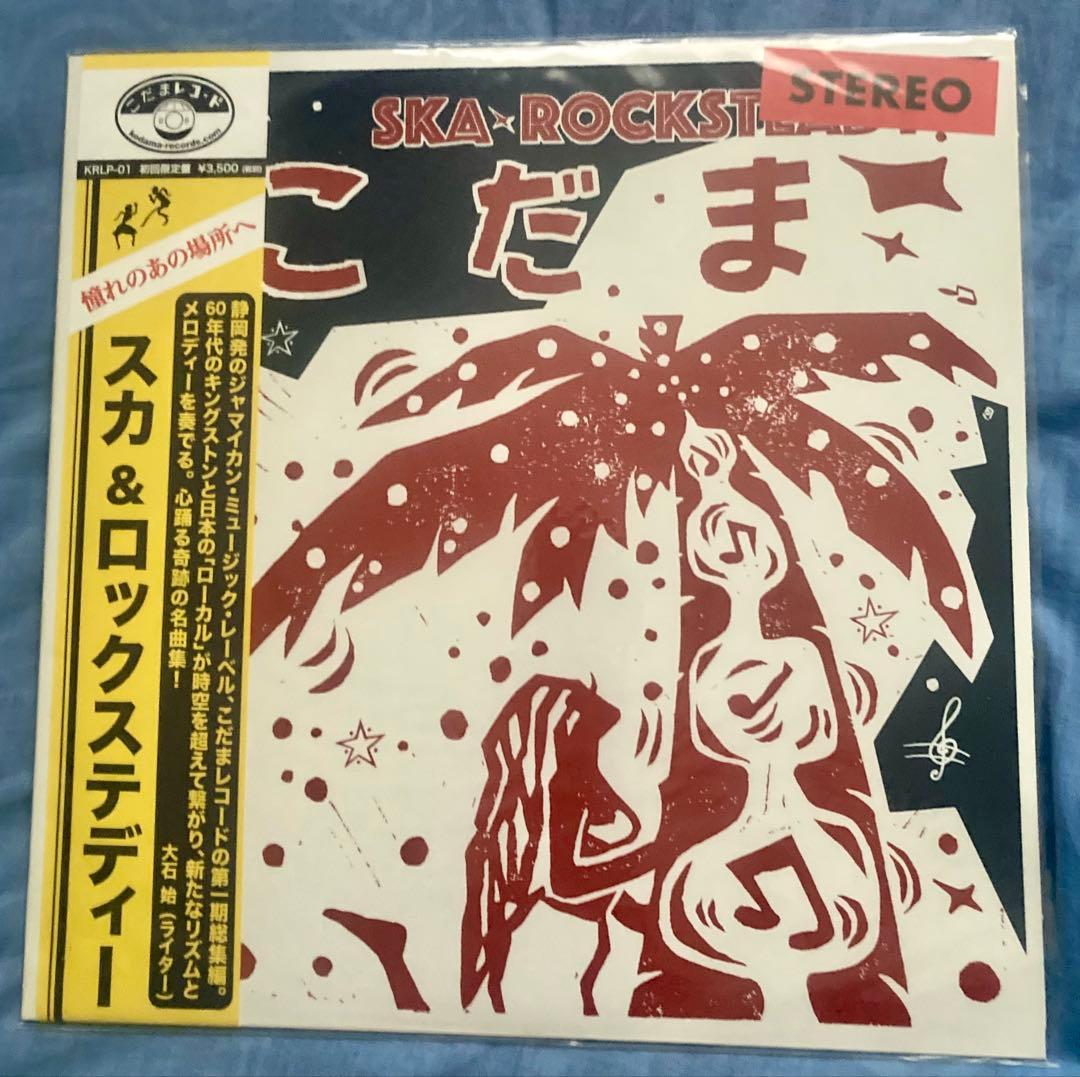 こだまレコード
kodama-records.com
KRLP-01 初回限定盤 ¥3,500 (税別)
憧れのあの場所へ
スカ&ロックステディー
静岡発のジャマイカン・ミュージック・レーベル、こだまレコードの第一期総集編。
60年代のキングストンと日本の「ローカル」が時空を超えて繋がり、新たなリズムと
メロディーを奏でる。心踊る奇跡の名曲集!
大石 始(ライター)
STEREO
SKA ROCKSTEADY
こだま